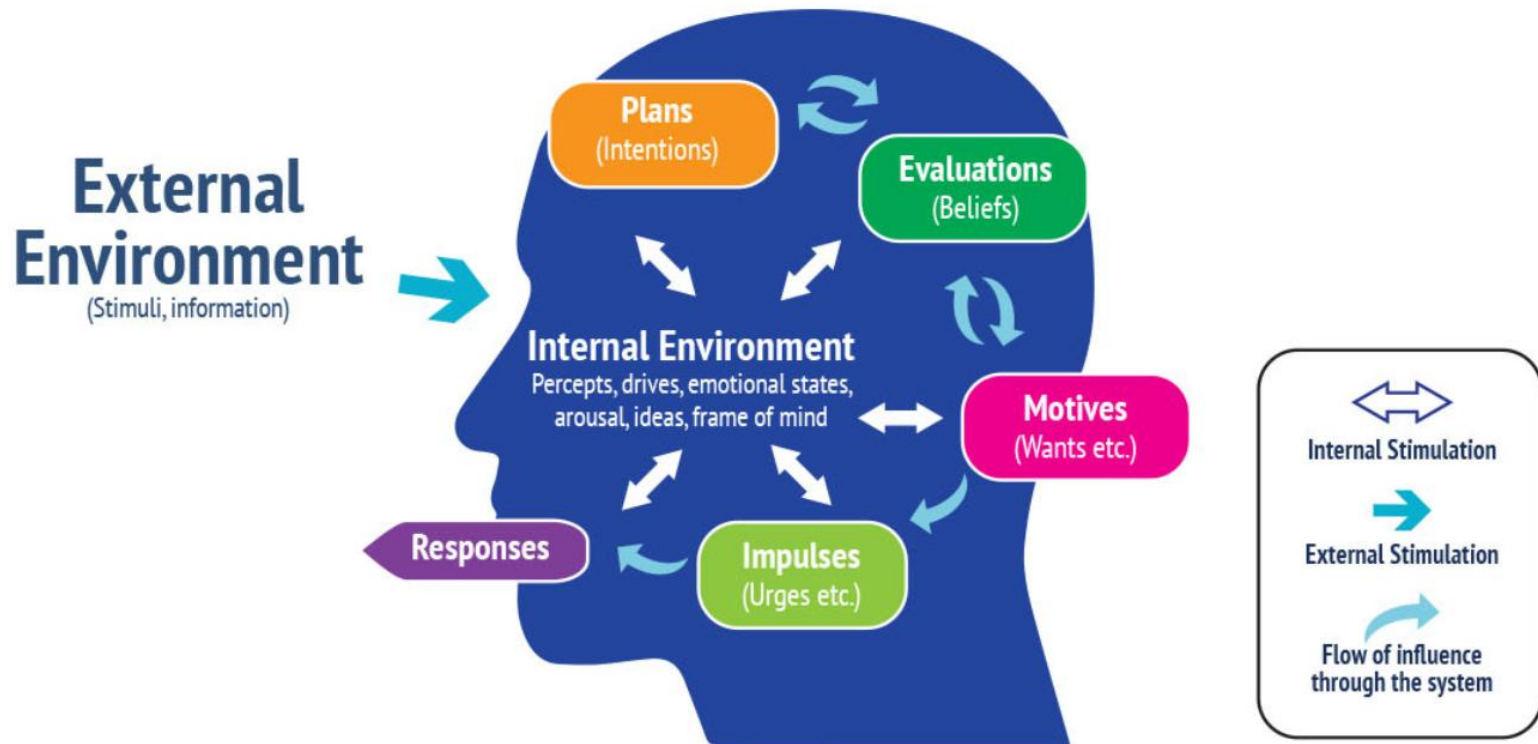 External
Environment
(Stimuli, information)
Plans
(Intentions)
Evaluations
(Beliefs)
Internal Environment
Percepts, drives, emotional states,
arousal, ideas, frame of mind
Motives
(Wants etc.)
Responses
Impulses
(Urges etc.)
Internal Stimulation
External Stimulation
Flow of influence
through the system